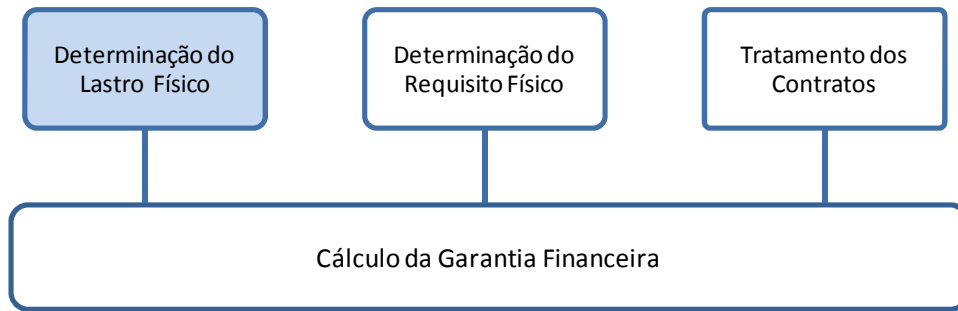 Determinação do
Lastro Físico
Determinação do
Requisito Físico
Tratamento dos
Contratos
Cálculo da Garantia Financeira